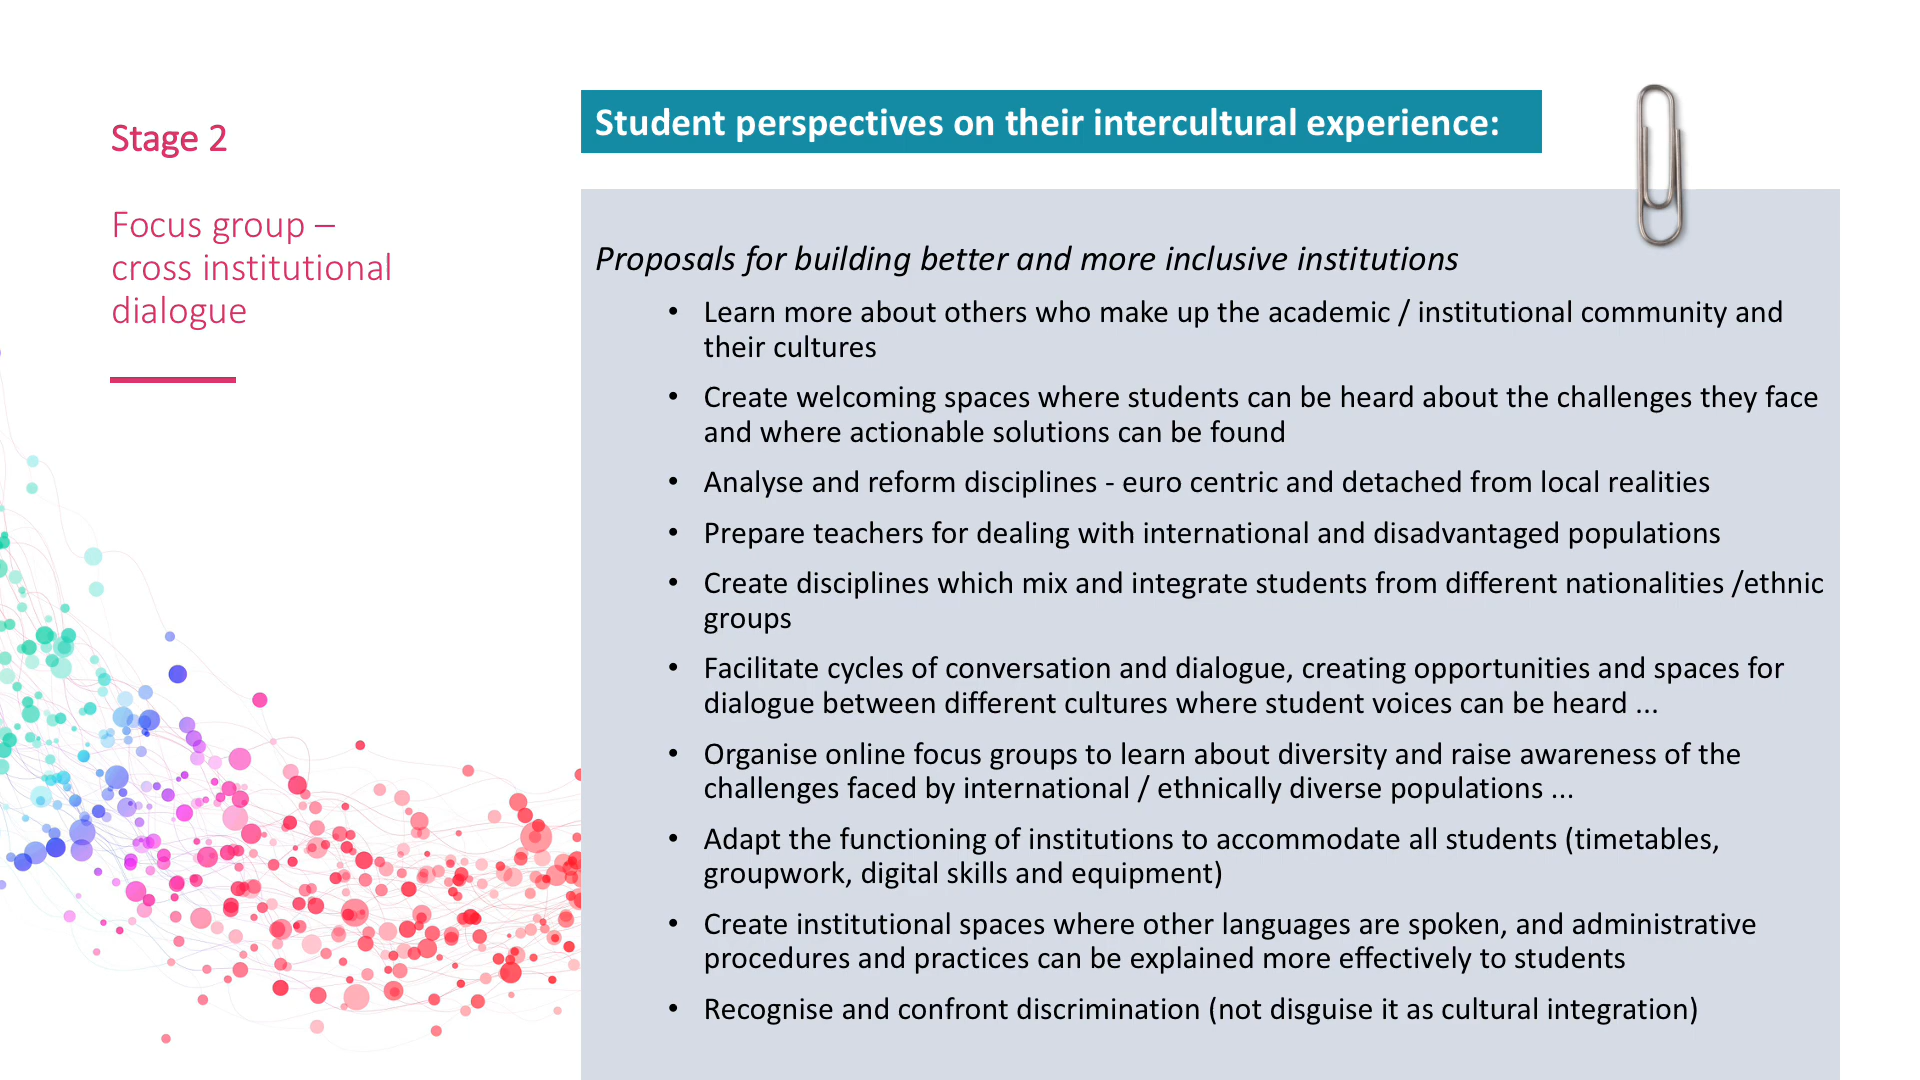 Stage 2
Focus group –
cross institutional
dialogue
Student perspectives on their intercultural experience:
Proposals for building better and more inclusive institutions
• Learn more about others who make up the academic / institutional community and
their cultures
• Create welcoming spaces where students can be heard about the challenges they face
and where actionable solutions can be found
• Analyse and reform disciplines - euro centric and detached from local realities
• Prepare teachers for dealing with international and disadvantaged populations
• Create disciplines which mix and integrate students from different nationalities /ethnic
groups
• Facilitate cycles of conversation and dialogue, creating opportunities and spaces for
dialogue between different cultures where student voices can be heard ...
• Organise online focus groups to learn about diversity and raise awareness of the
challenges faced by international / ethnically diverse populations ...
• Adapt the functioning of institutions to accommodate all students (timetables,
groupwork, digital skills and equipment)
• Create institutional spaces where other languages are spoken, and administrative
procedures and practices can be explained more effectively to students
• Recognise and confront discrimination (not disguise it as cultural integration)